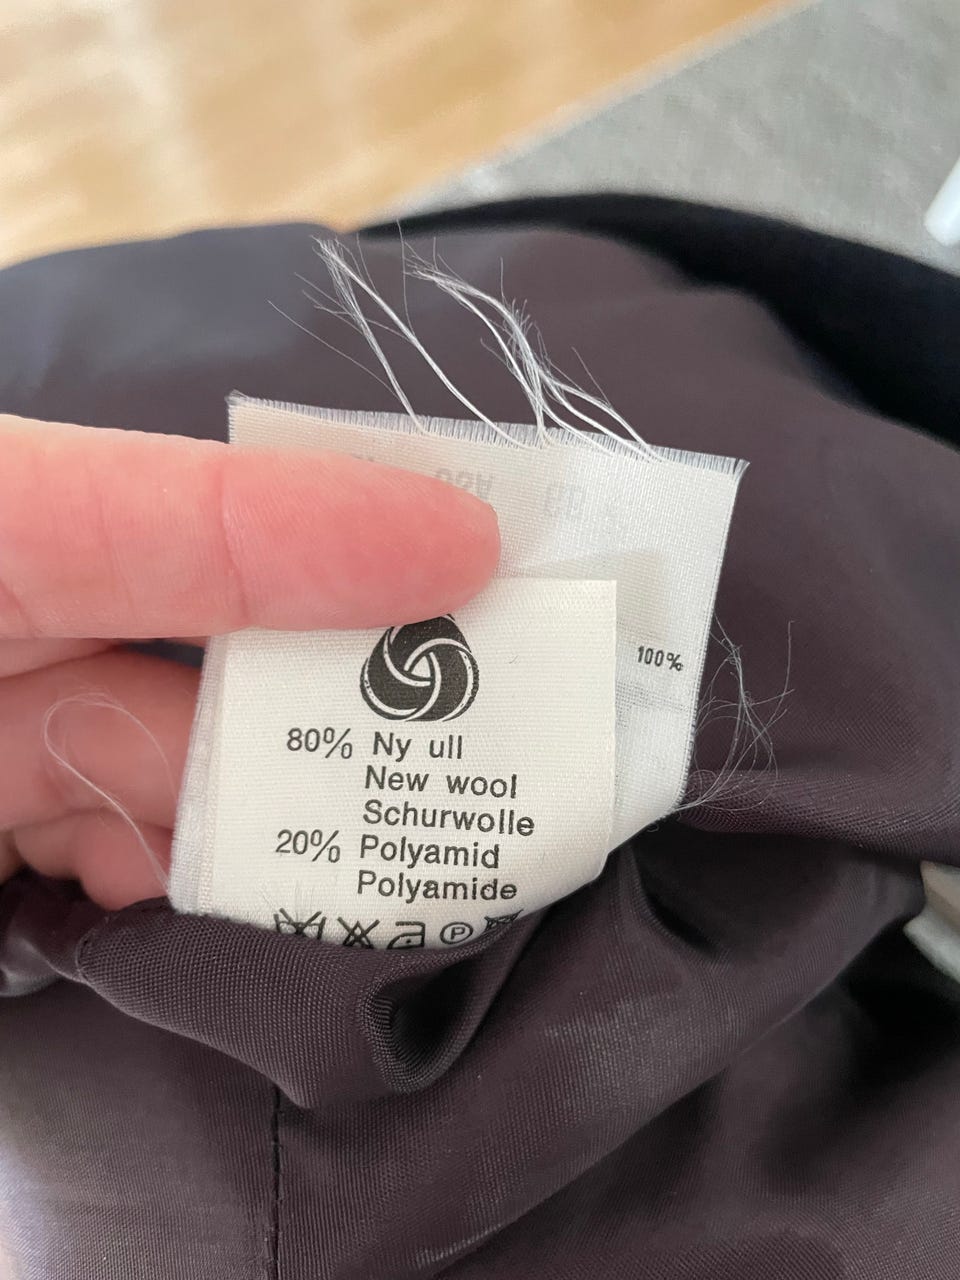 100%
80% Ny ull
New wool
Schurwolle
20% Polyamid
Polyamide
P